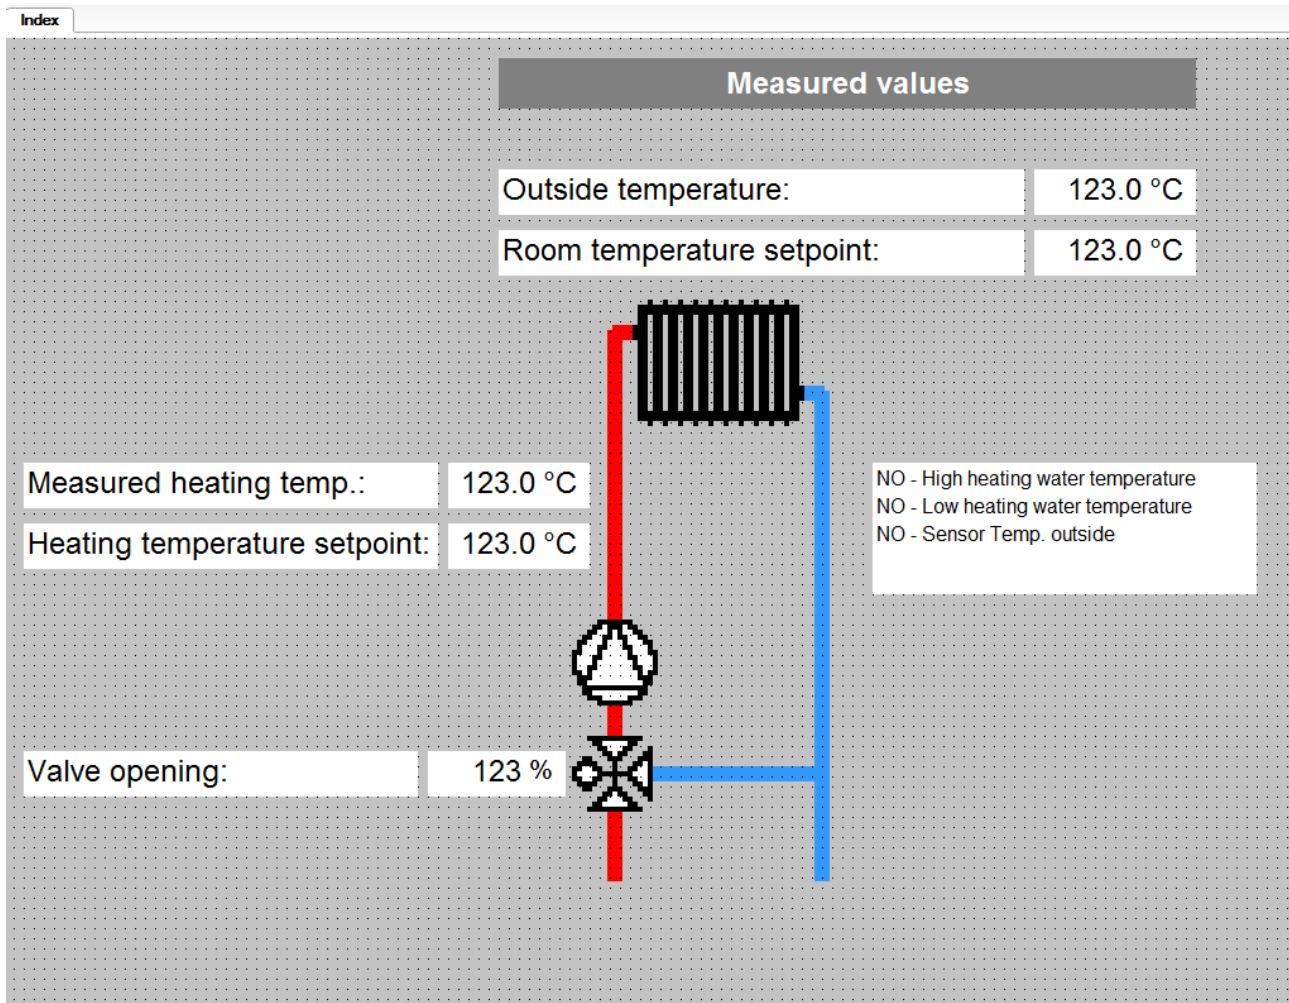 Index
Measured values
Outside temperature: 123.0 °C
Room temperature setpoint: 123.0 °C
Measured heating temp.: 123.0 °C
Heating temperature setpoint: 123.0 °C
NO - High heating water temperature
NO - Low heating water temperature
NO - Sensor Temp. outside
Valve opening: 123 %